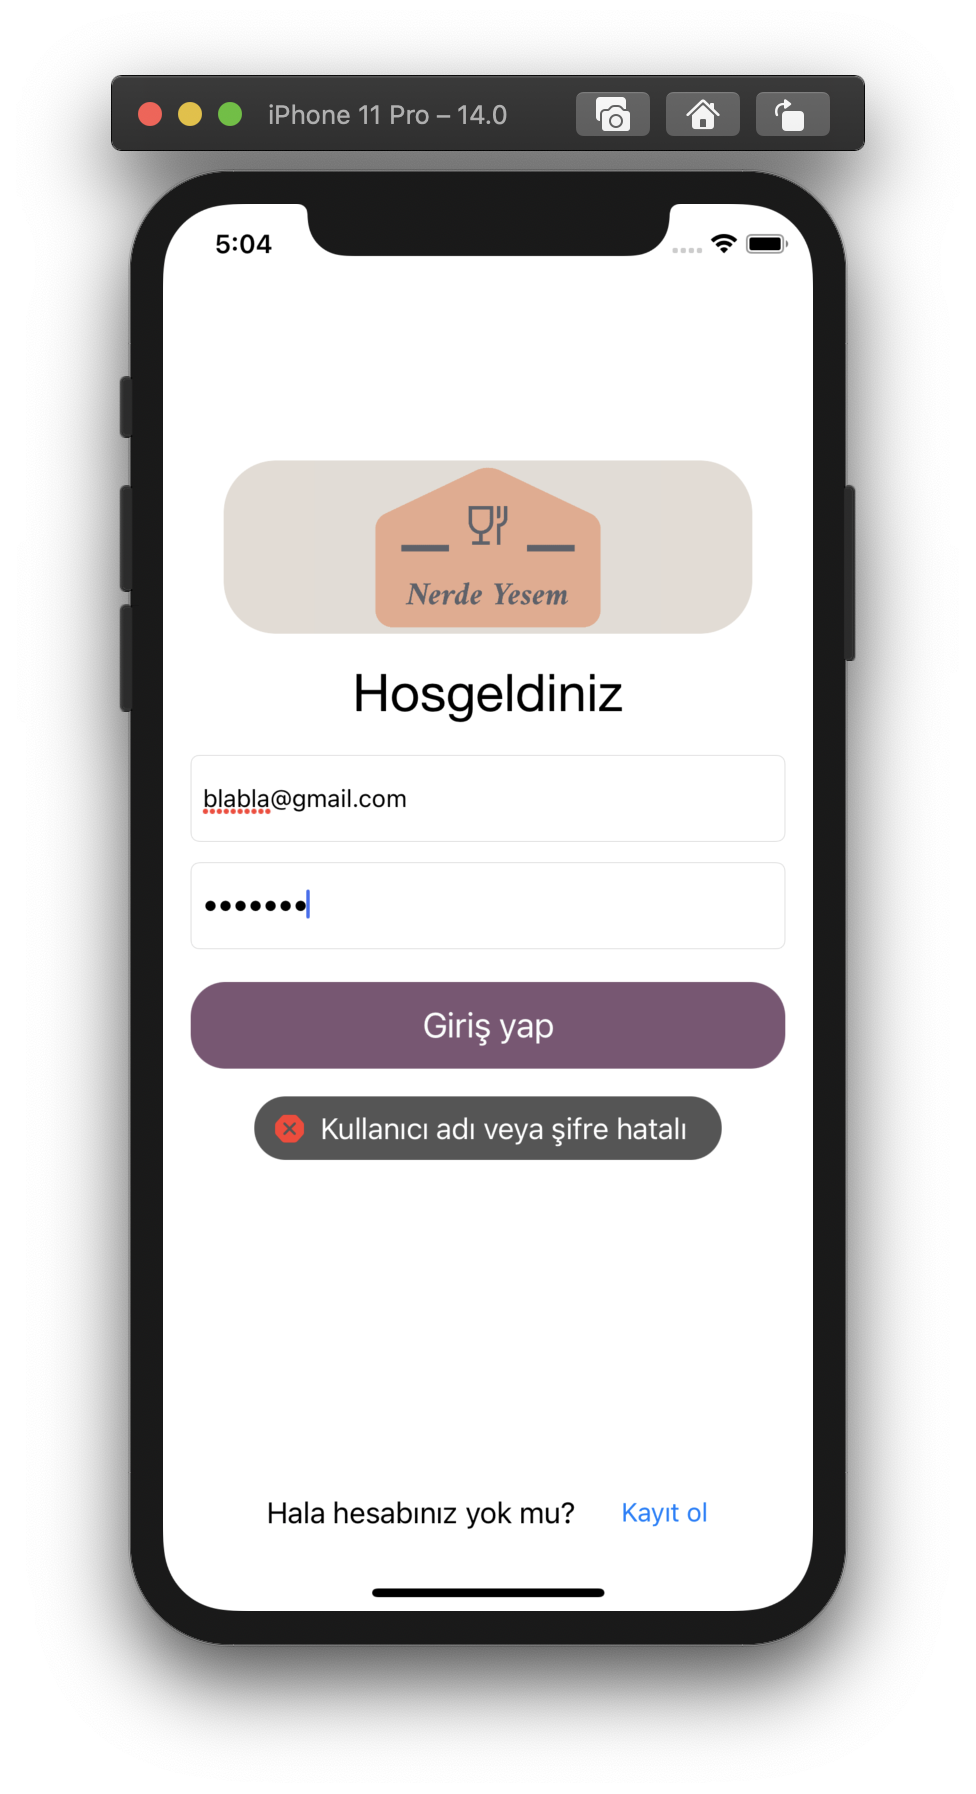 iPhone 11 Pro – 14.0
5:04
Nerde Yesem
Hosgeldiniz
blabla@gmail.com
•••••••
Giriş yap
Kullanıcı adı veya şifre hatalı
Hala hesabınız yok mu? Kayıt ol